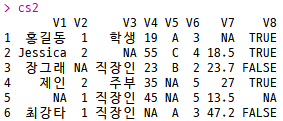 > cs2
V1 V2 V3 V4 V5 V6 V7 V8
1 홍길동 1 학생 19 A 3 NA TRUE
2 Jessica 2 NA 55 C 4 18.5 TRUE
3 장그래 NA 직장인 23 B 2 23.7 FALSE
4 제인 2 주부 35 NA 5 27 TRUE
5 NA 1 직장인 45 NA 5 13.5 NA
6 최강타 1 직장인 NA A 3 47.2 FALSE